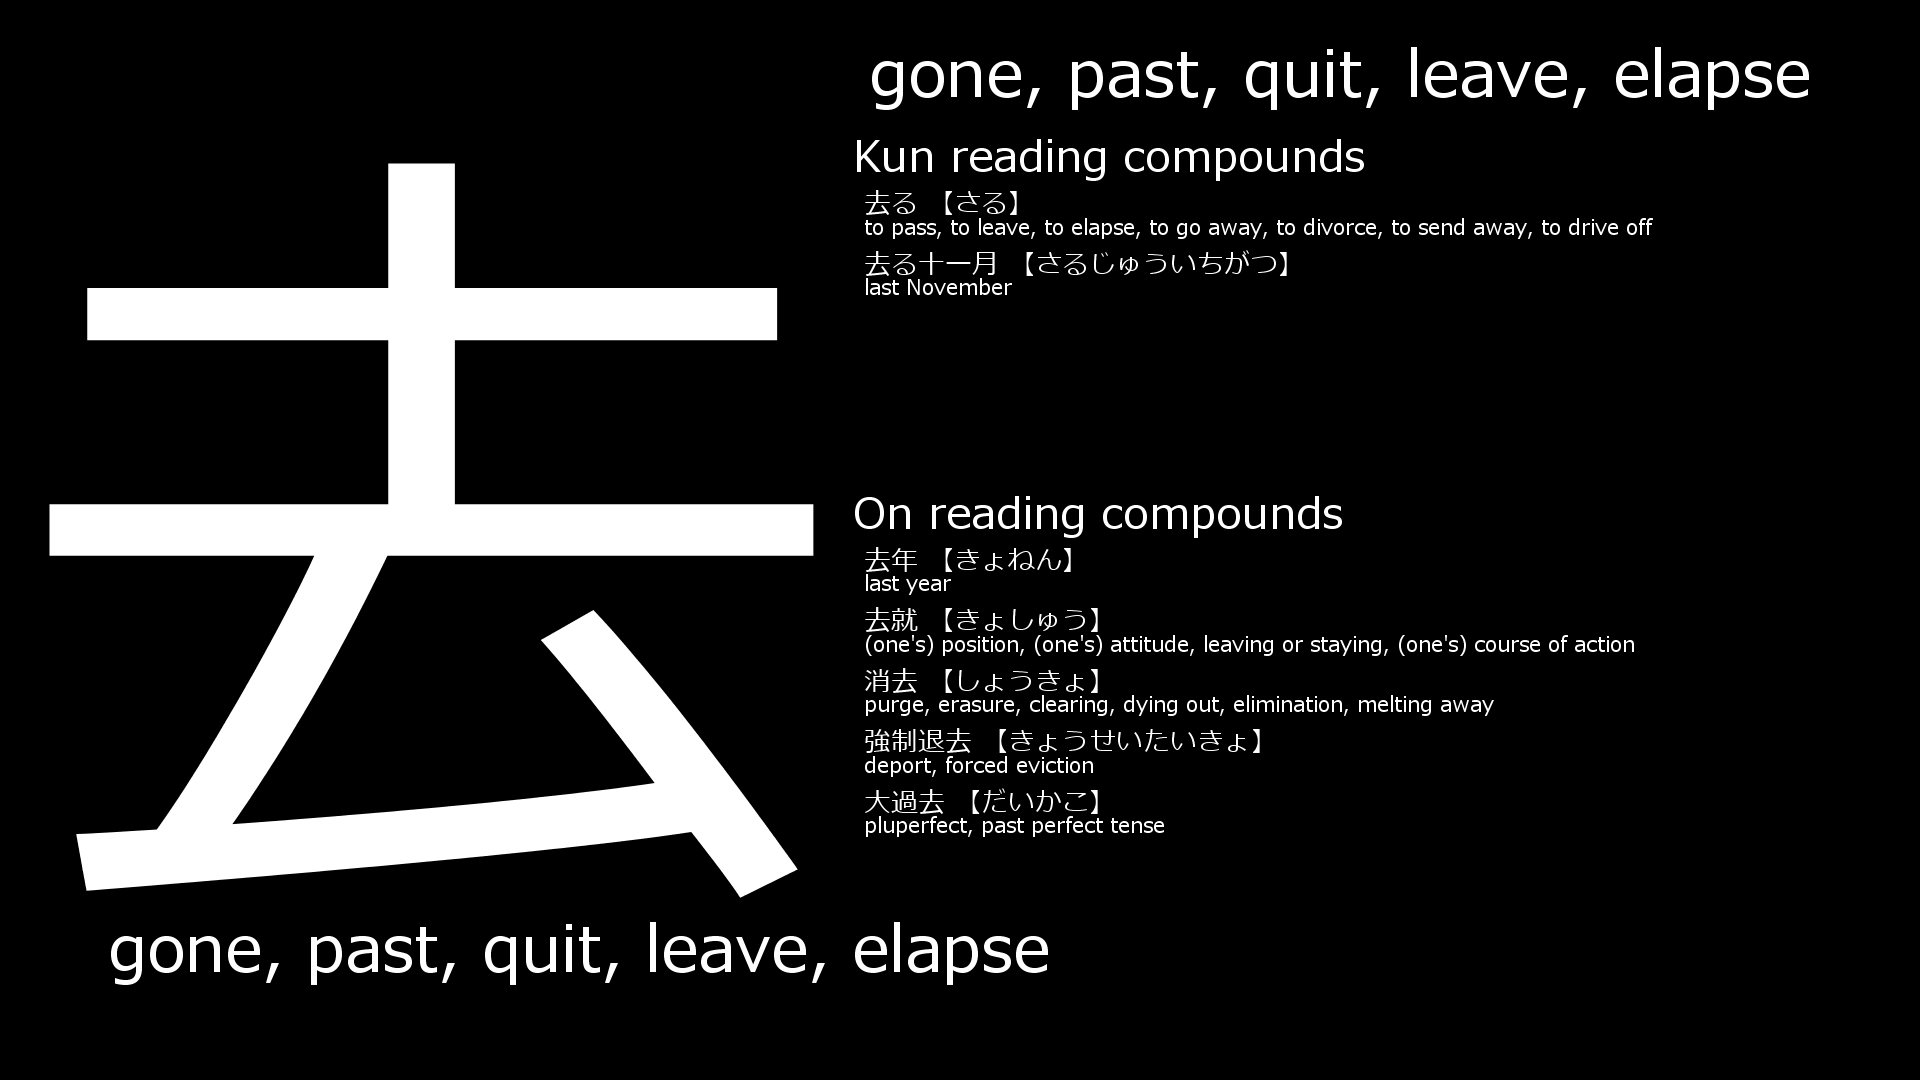 去
gone, past, quit, leave, elapse
gone, past, quit, leave, elapse
Kun reading compounds
去る 【さる】
to pass, to leave, to elapse, to go away, to divorce, to send away, to drive off
去る十一月 【さるじゅういちがつ】
last November
On reading compounds
去年 【きょねん】
last year
去就 【きょしゅう】
(one's) position, (one's) attitude, leaving or staying, (one's) course of action
消去 【しょうきょ】
purge, erasure, clearing, dying out, elimination, melting away
強制退去 【きょうせいたいきょ】
deport, forced eviction
大過去 【だいかこ】
pluperfect, past perfect tense